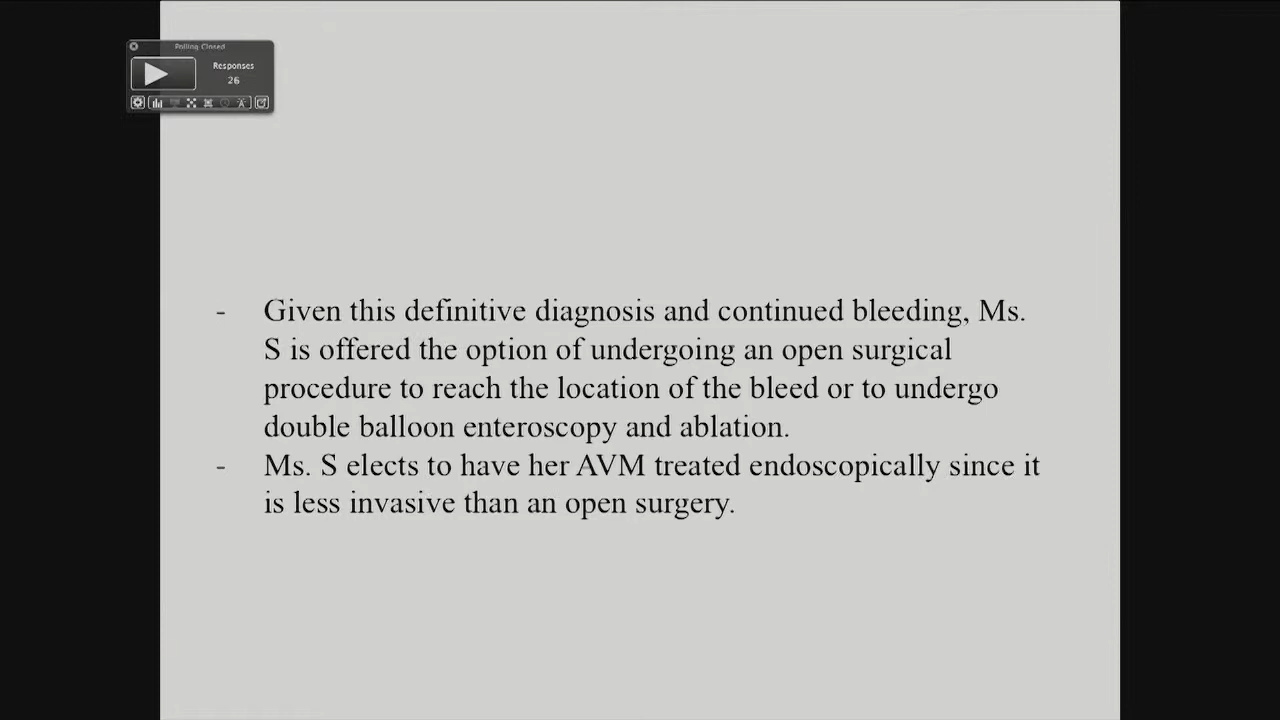 Polling Closed
Responses
26
- Given this definitive diagnosis and continued bleeding, Ms.
S is offered the option of undergoing an open surgical
procedure to reach the location of the bleed or to undergo
double balloon enteroscopy and ablation.
- Ms. S elects to have her AVM treated endoscopically since it
is less invasive than an open surgery.